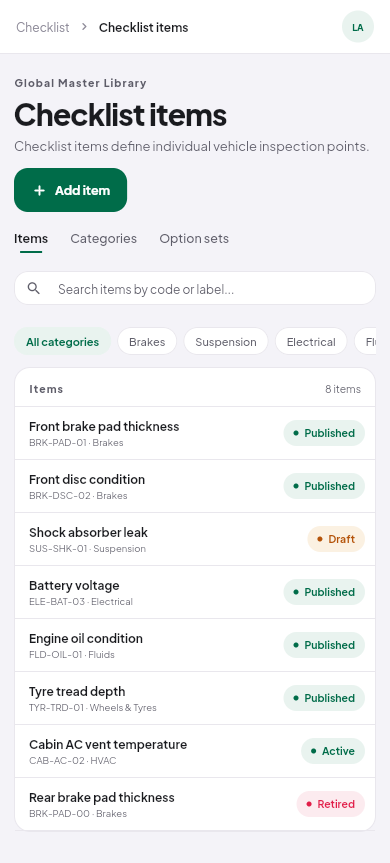 Checklist > Checklist items
LA
Global Master Library
Checklist items
Checklist items define individual vehicle inspection points.
+ Add item
Items Categories Option sets
Search items by code or label...
All categories Brakes Suspension Electrical
Items 8 items
Front brake pad thickness
BRK-PAD-01 · Brakes
Published
Front disc condition
BRK-DSC-02 · Brakes
Published
Shock absorber leak
SUS-SHK-01 · Suspension
Draft
Battery voltage
ELE-BAT-03 · Electrical
Published
Engine oil condition
FLD-OIL-01 · Fluids
Published
Tyre tread depth
TYR-TRD-01 · Wheels & Tyres
Published
Cabin AC vent temperature
CAB-AC-02 · HVAC
Active
Rear brake pad thickness
BRK-PAD-00 · Brakes
Retired